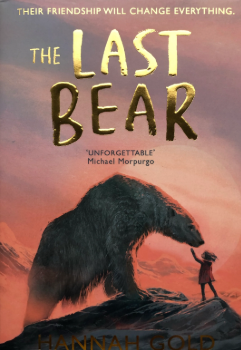 THEIR FRIENDSHIP WILL CHANGE EVERYTHING.
THE LAST
BEAR
'UNFORGETTABLE'
Michael Morpurgo
HANNAH GOLD